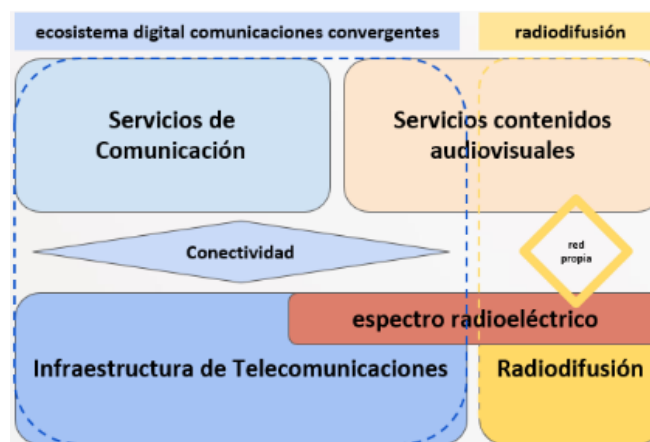 ecosistema digital comunicaciones convergentes
radiodifusión
Servicios de
Comunicación
Servicios contenidos
audiovisuales
Conectividad
red
propia
espectro radioeléctrico
Infraestructura de Telecomunicaciones
Radiodifusión